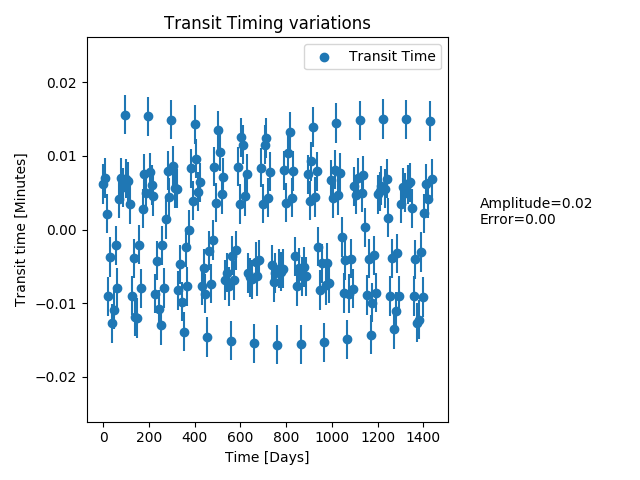 Transit Timing variations
Transit Time
Transit time [Minutes]
0.02
0.01
0.00
−0.01
−0.02
0 200 400 600 800 1000 1200 1400
Time [Days]
Amplitude=0.02
Error=0.00